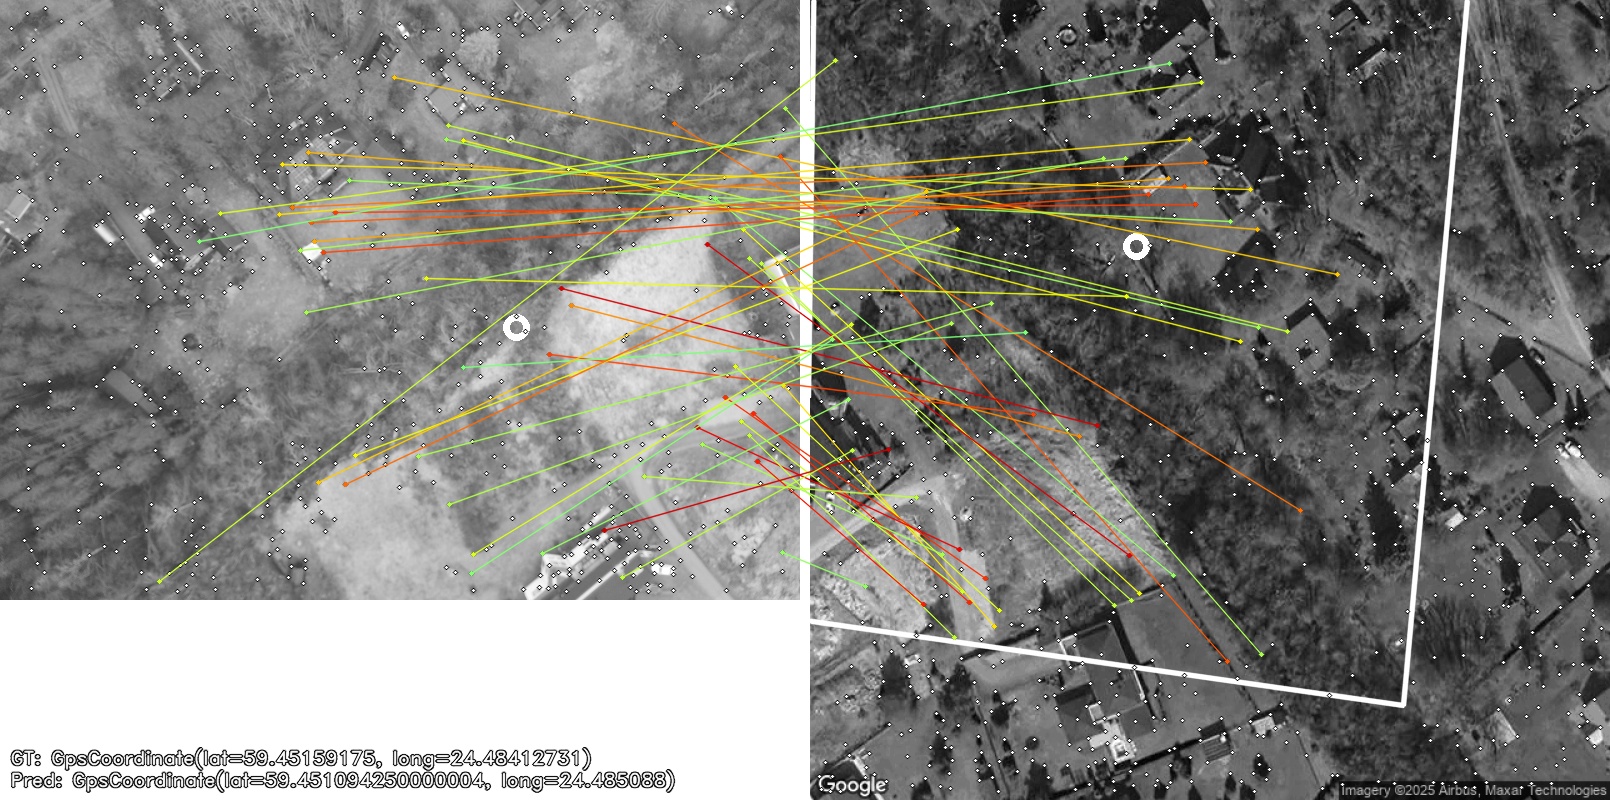 GT: GpsCoordinate(lat=59.45159175, long=24.48412731)
Pred: GpsCoordinate(lat=59.451094250000004, long=24.485088)
Google
Imagery ©2025 Airbus, Maxar Technologies